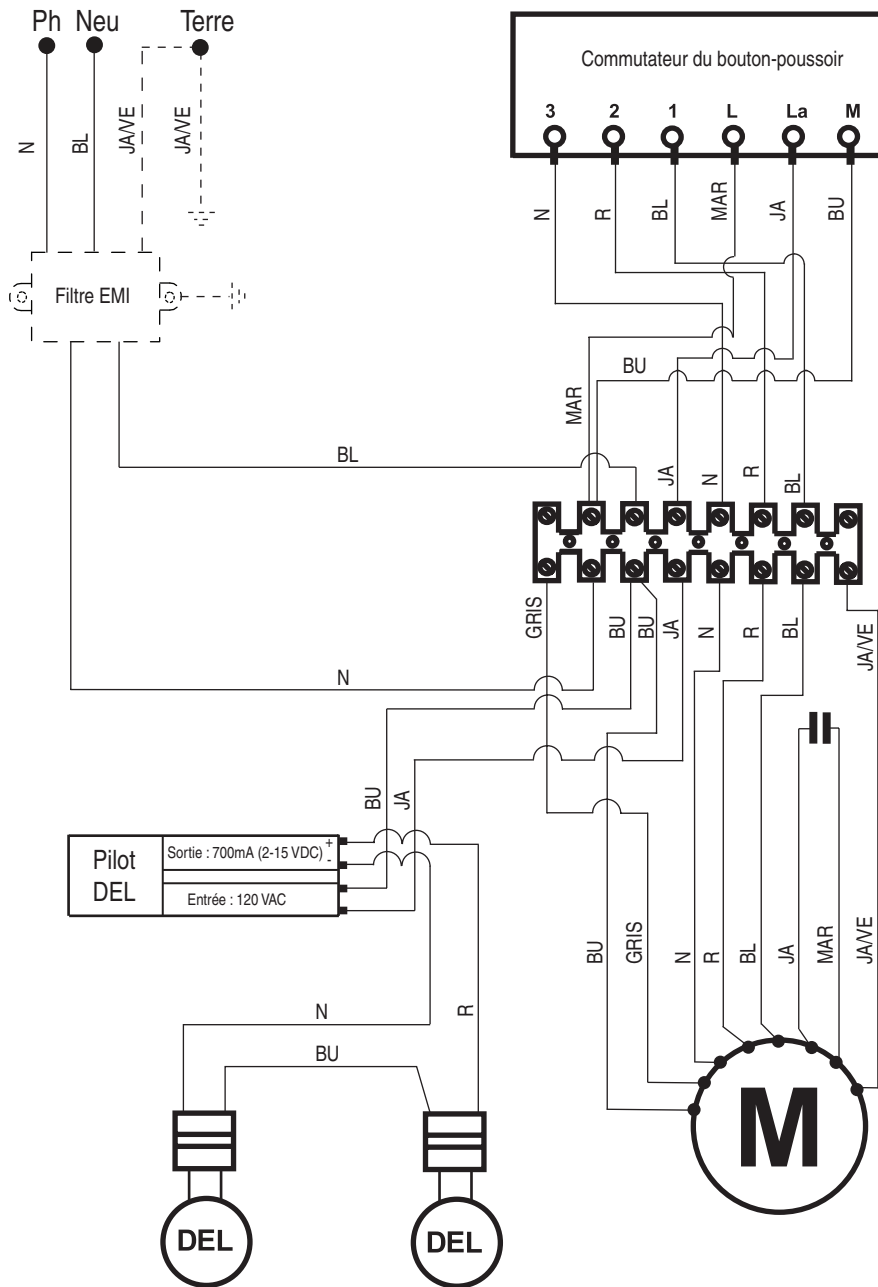 Ph Neu Terre
Commutateur du bouton-poussoir
3 2 1 L La M
N BL JA/VE JA/VE
N R BL MAR JA BU
Filtre EMI
BU
MAR
BL
JA N R BL
GRIS BU BU JA N R BL JA/VE
N
BU JA
Pilot
DEL
Sortie : 700mA (2-15 VDC)
+
-
Entrée : 120 VAC
BU GRIS N R BL JA MAR JA/VE
N
R
BU
M
DEL
DEL